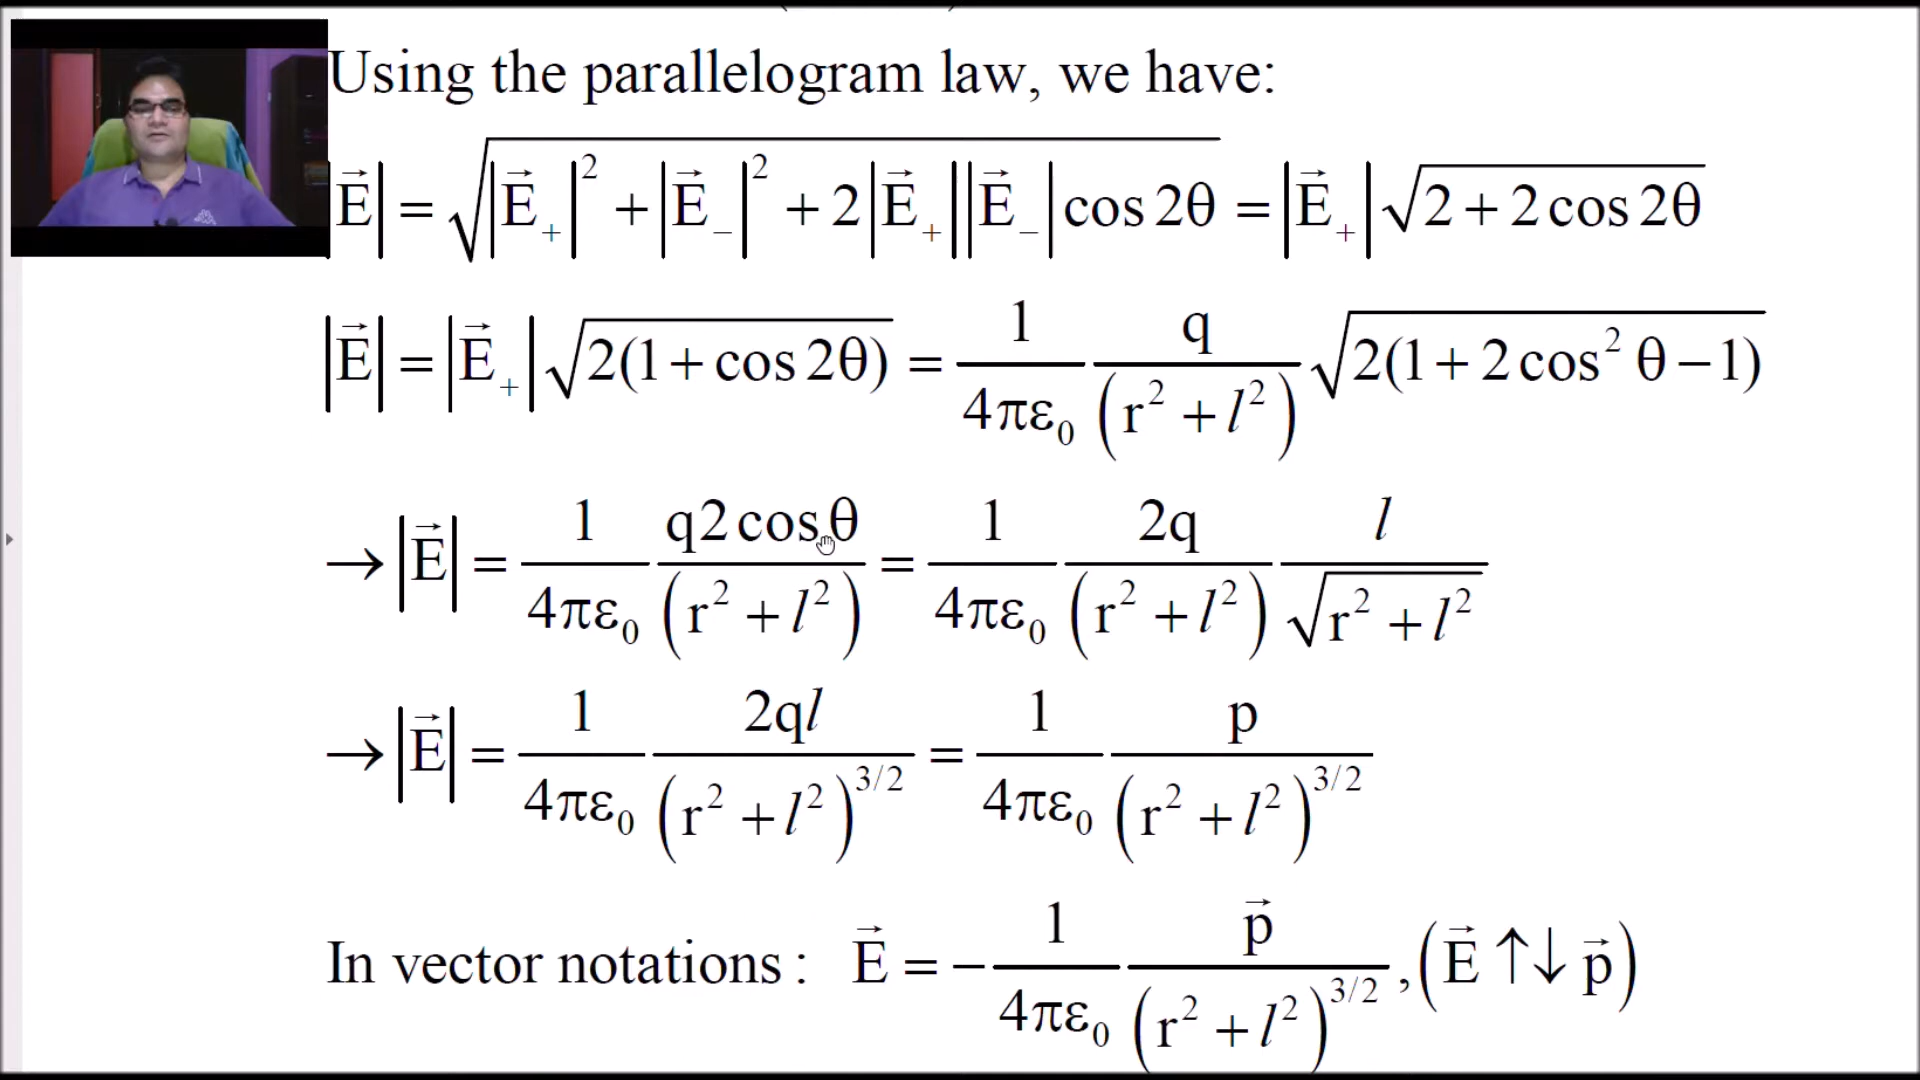 Using the parallelogram law, we have:
|E⃗| = √(|E⃗₊|² + |E⃗₋|² + 2|E⃗₊||E⃗₋| cos 2θ) = |E⃗₊| √(2 + 2 cos 2θ)
|E⃗| = |E⃗₊| √(2(1 + cos 2θ)) = 1/(4πε₀) q/(r² + l²) √(2(1 + 2 cos² θ − 1))
→ |E⃗| = 1/(4πε₀) q2 cos θ/(r² + l²) = 1/(4πε₀) 2q/(r² + l²) l/√(r² + l²)
→ |E⃗| = 1/(4πε₀) 2ql/(r² + l²)^(3/2) = 1/(4πε₀) p/(r² + l²)^(3/2)
In vector notations : E⃗ = − 1/(4πε₀) p⃗/(r² + l²)^(3/2) , (E⃗ ↑↓ p⃗)